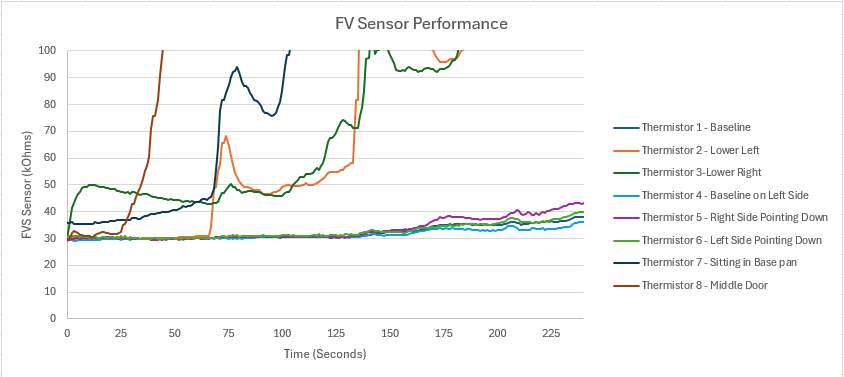 FV Sensor Performance
FVS Sensor (kOhms)
100
90
80
70
60
50
40
30
20
10
0
0 25 50 75 100 125 150 175 200 225
Time (Seconds)
Thermistor 1 - Baseline
Thermistor 2 - Lower Left
Thermistor 3-Lower Right
Thermistor 4 - Baseline on Left Side
Thermistor 5 - Right Side Pointing Down
Thermistor 6 - Left Side Pointing Down
Thermistor 7 - Sitting in Base pan
Thermistor 8 - Middle Door